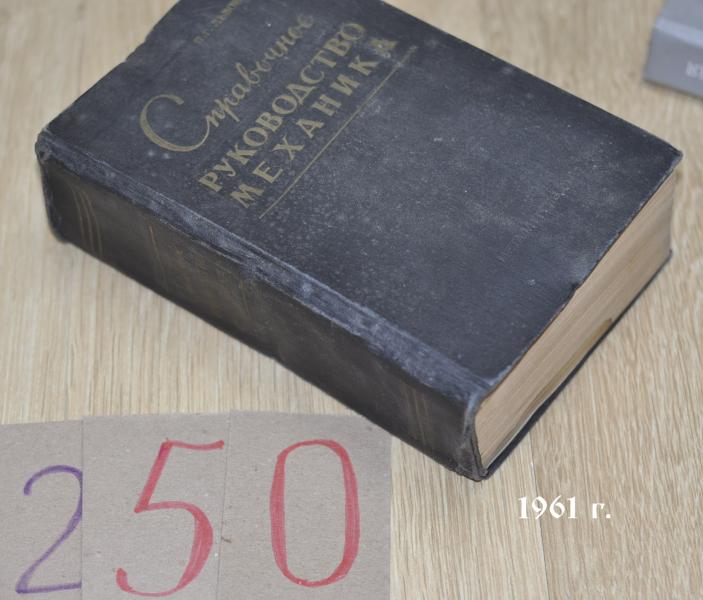 Справочное
РУКОВОДСТВО
МЕХАНИКА
250
1961 г.